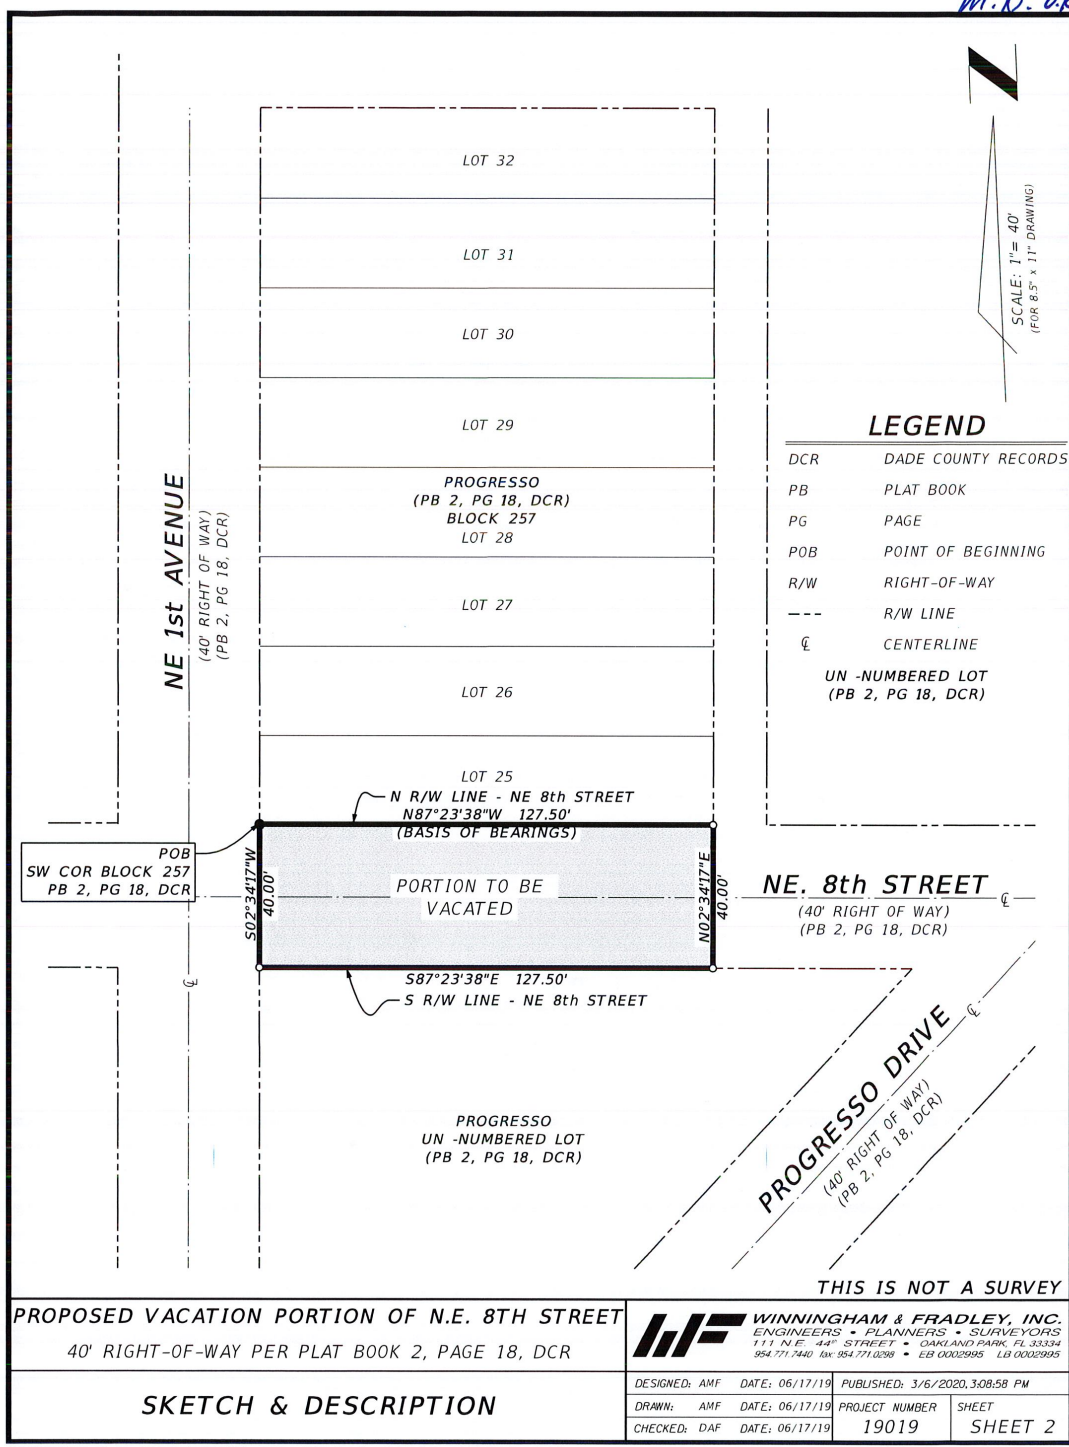 M.D.
N
SCALE: 1"= 40'
(FOR 8.5" x 11" DRAWING)
LOT 32
LOT 31
LOT 30
LOT 29
PROGRESSO
(PB 2, PG 18, DCR)
BLOCK 257
LOT 28
LOT 27
LOT 26
LOT 25
NE 1st AVENUE
(40' RIGHT OF WAY)
(PB 2, PG 18, DCR)
LEGEND
DCR DADE COUNTY RECORDS
PB PLAT BOOK
PG PAGE
POB POINT OF BEGINNING
R/W RIGHT-OF-WAY
R/W LINE
℄ CENTERLINE
UN -NUMBERED LOT
(PB 2, PG 18, DCR)
N R/W LINE - NE 8th STREET
N87°23'38"W 127.50'
(BASIS OF BEARINGS)
POB
SW COR BLOCK 257
PB 2, PG 18, DCR
S02°34'17"W
40.00'
PORTION TO BE
VACATED
N02°34'17"E
40.00'
NE. 8th STREET
℄
(40' RIGHT OF WAY)
(PB 2, PG 18, DCR)
S87°23'38"E 127.50'
S R/W LINE - NE 8th STREET
℄
PROGRESSO DRIVE
℄
(40' RIGHT OF WAY)
(PB 2, PG 18, DCR)
PROGRESSO
UN -NUMBERED LOT
(PB 2, PG 18, DCR)
THIS IS NOT A SURVEY
PROPOSED VACATION PORTION OF N.E. 8TH STREET
40' RIGHT-OF-WAY PER PLAT BOOK 2, PAGE 18, DCR
SKETCH & DESCRIPTION
WF
WINNINGHAM & FRADLEY, INC.
ENGINEERS • PLANNERS • SURVEYORS
111 N.E. 44th STREET • OAKLAND PARK, FL 33334
954.771.7440 fax: 954.771.0298 • EB 0002995 LB 0002995
DESIGNED: AMF DATE: 06/17/19 PUBLISHED: 3/6/2020, 3:08:58 PM
DRAWN: AMF DATE: 06/17/19
CHECKED: DAF DATE: 06/17/19
PROJECT NUMBER
19019
SHEET
SHEET 2